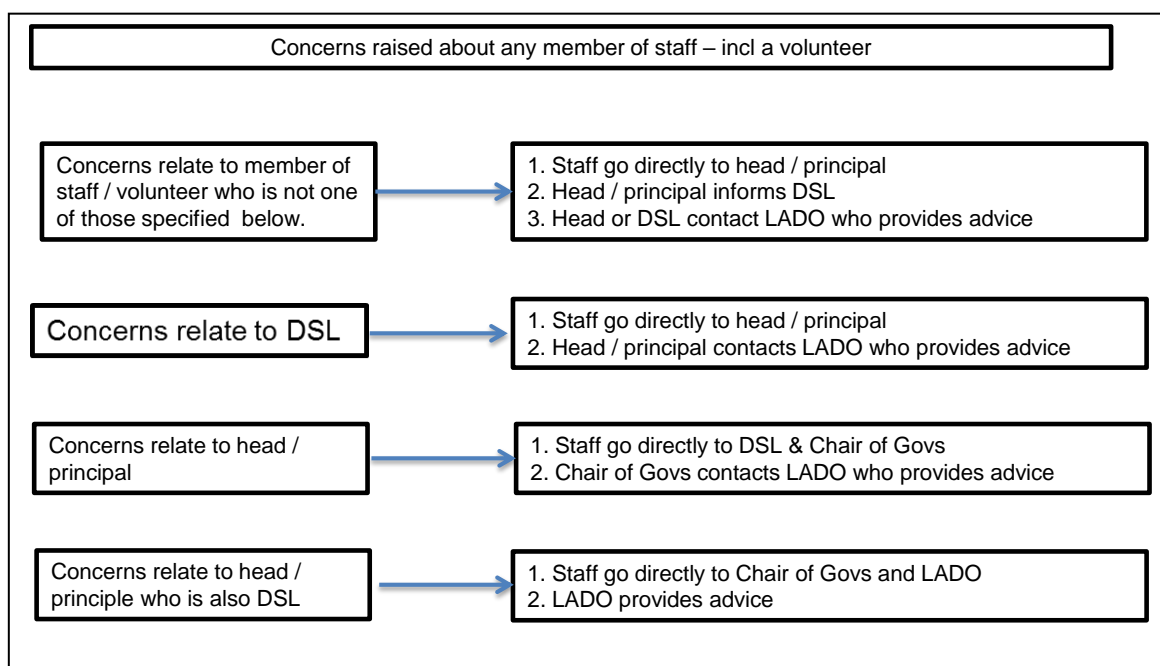 Concerns raised about any member of staff – incl a volunteer
Concerns relate to member of
staff / volunteer who is not one
of those specified  below.
1. Staff go directly to head / principal
2. Head / principal informs DSL
3. Head or DSL contact LADO who provides advice
Concerns relate to DSL
1. Staff go directly to head / principal
2. Head / principal contacts LADO who provides advice
Concerns relate to head /
principal
1. Staff go directly to DSL & Chair of Govs
2. Chair of Govs contacts LADO who provides advice
Concerns relate to head /
principle who is also DSL
1. Staff go directly to Chair of Govs and LADO
2. LADO provides advice